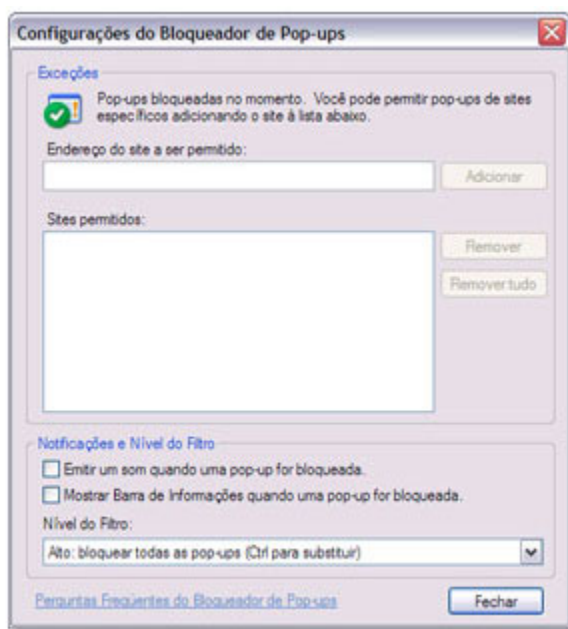 Configurações do Bloqueador de Pop-ups
Exceções
Pop-ups bloqueadas no momento. Você pode permitir pop-ups de sites
específicos adicionando o site à lista abaixo.
Endereço do site a ser permitido:
Adicionar
Sites permitidos:
Remover
Remover tudo
Notificações e Nível do Filtro
Emitir um som quando uma pop-up for bloqueada.
Mostrar Barra de Informações quando uma pop-up for bloqueada.
Nível do Filtro:
Alto: bloquear todas as pop-ups (Ctrl para substituir)
Perguntas Freqüentes do Bloqueador de Pop-ups
Fechar